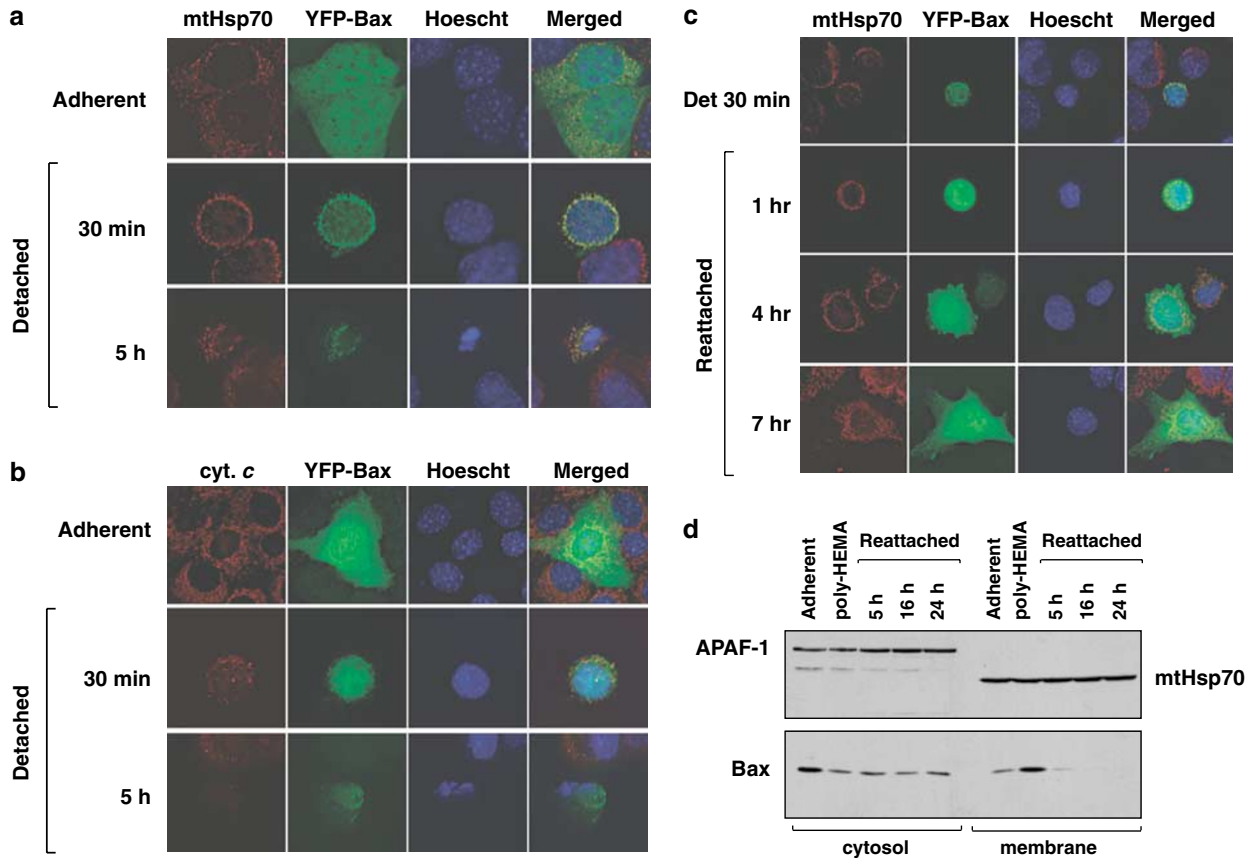 a
mtHsp70 YFP-Bax Hoescht Merged
Adherent
Detached
30 min
5 h
b
cyt. c YFP-Bax Hoescht Merged
Adherent
Detached
30 min
5 h
c
mtHsp70 YFP-Bax Hoescht Merged
Det 30 min
Reattached
1 hr
4 hr
7 hr
d
Adherent poly-HEMA Reattached 5 h 16 h 24 h
Adherent poly-HEMA Reattached 5 h 16 h 24 h
APAF-1
mtHsp70
Bax
cytosol membrane